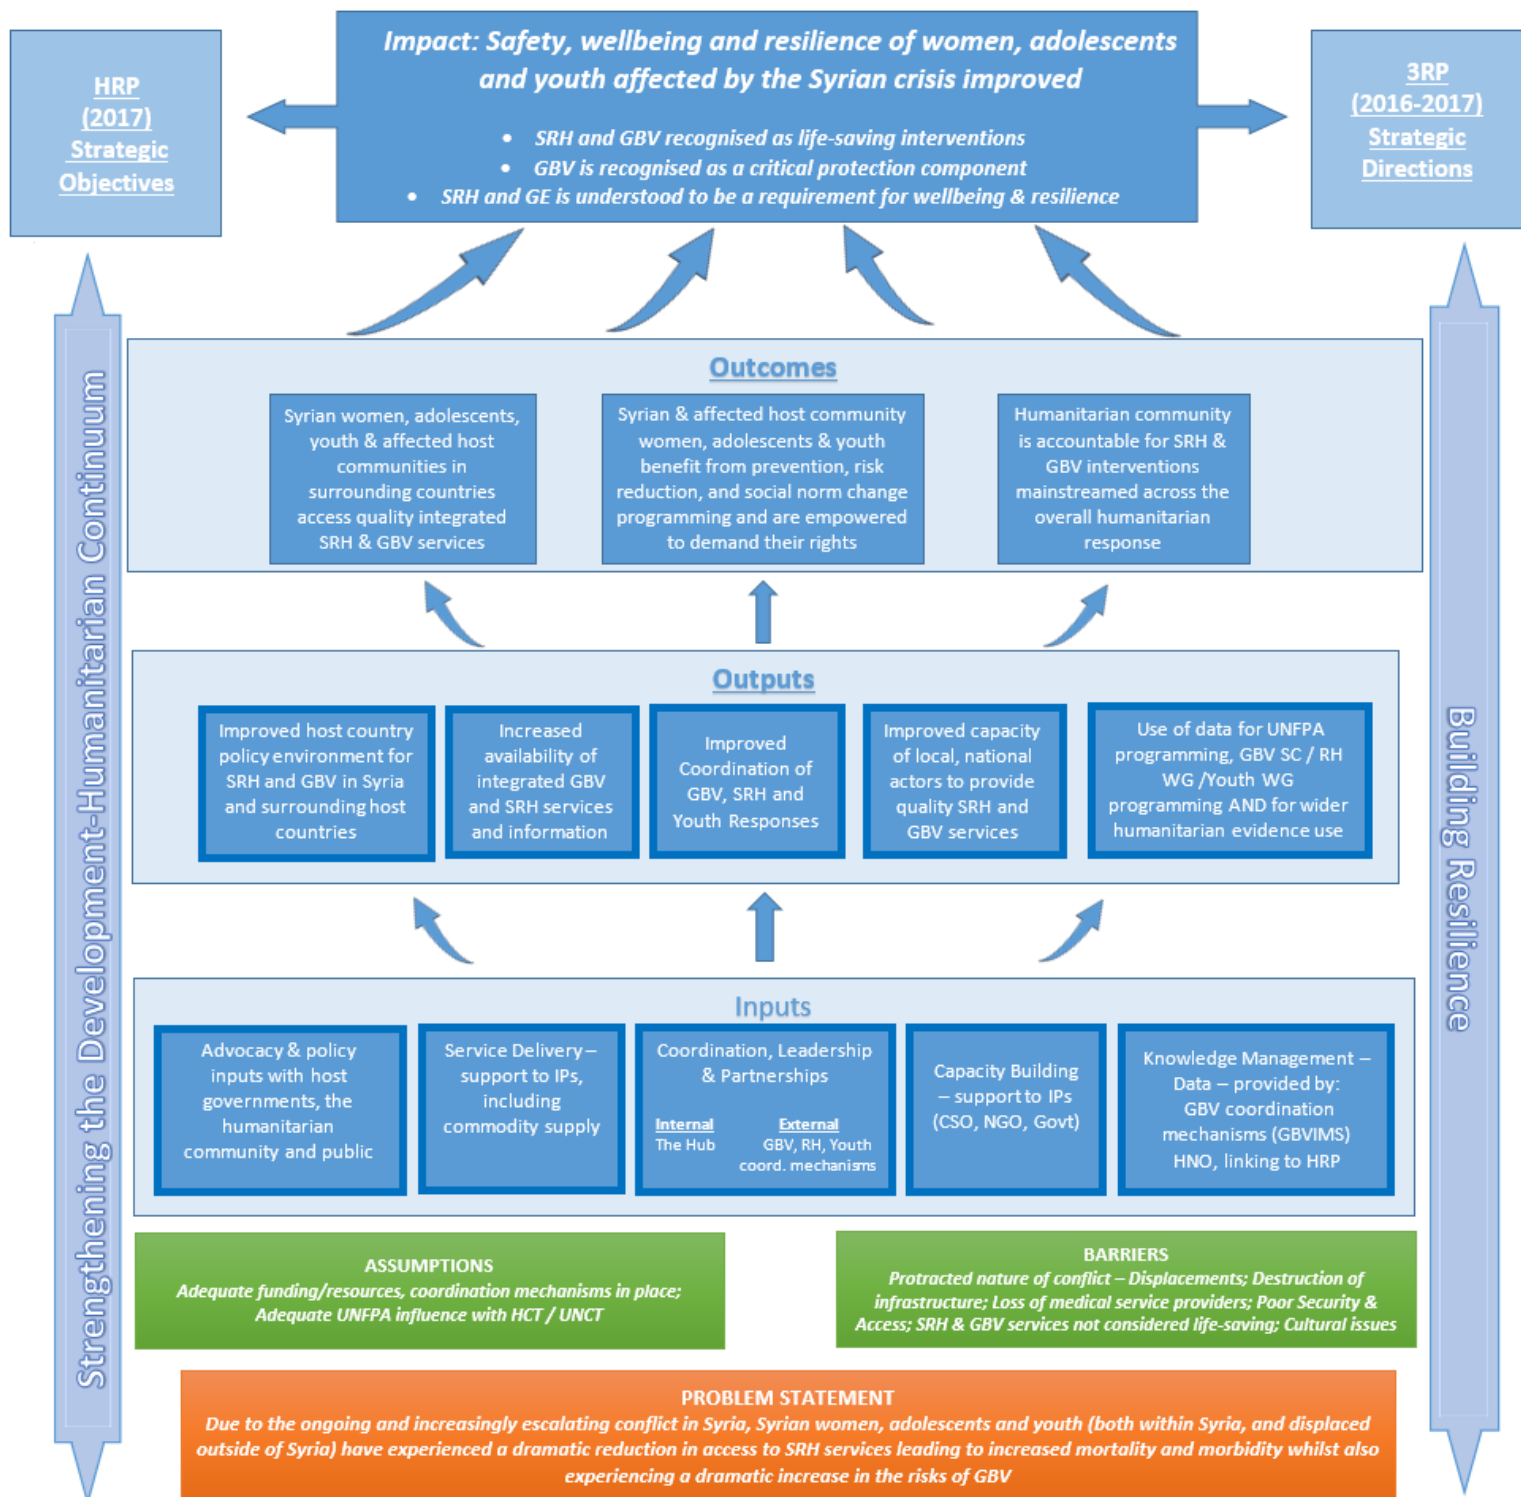 HRP
(2017)
Strategic
Objectives
Impact: Safety, wellbeing and resilience of women, adolescents
and youth affected by the Syrian crisis improved
• SRH and GBV recognised as life-saving interventions
• GBV is recognised as a critical protection component
• SRH and GE is understood to be a requirement for wellbeing & resilience
3RP
(2016-2017)
Strategic
Directions
Strengthening the Development-Humanitarian Continuum
Building Resilience
Outcomes
Syrian women, adolescents,
youth & affected host
communities in
surrounding countries
access quality integrated
SRH & GBV services
Syrian & affected host community
women, adolescents & youth
benefit from prevention, risk
reduction, and social norm change
programming and are empowered
to demand their rights
Humanitarian community
is accountable for SRH &
GBV interventions
mainstreamed across the
overall humanitarian
response
Outputs
Improved host country
policy environment for
SRH and GBV in Syria
and surrounding host
countries
Increased
availability of
integrated GBV
and SRH services
and information
Improved
Coordination of
GBV, SRH and
Youth Responses
Improved capacity
of local, national
actors to provide
quality SRH and
GBV services
Use of data for UNFPA
programming, GBV SC / RH
WG /Youth WG
programming AND for wider
humanitarian evidence use
Inputs
Advocacy & policy
inputs with host
governments, the
humanitarian
community and public
Service Delivery –
support to IPs,
including
commodity supply
Coordination, Leadership
& Partnerships
Internal
The Hub
External
GBV, RH, Youth
coord. mechanisms
Capacity Building
– support to IPs
(CSO, NGO, Govt)
Knowledge Management –
Data – provided by:
GBV coordination
mechanisms (GBVIMS)
HNO, linking to HRP
ASSUMPTIONS
Adequate funding/resources, coordination mechanisms in place;
Adequate UNFPA influence with HCT / UNCT
BARRIERS
Protracted nature of conflict – Displacements; Destruction of
infrastructure; Loss of medical service providers; Poor Security &
Access; SRH & GBV services not considered life-saving; Cultural issues
PROBLEM STATEMENT
Due to the ongoing and increasingly escalating conflict in Syria, Syrian women, adolescents and youth (both within Syria, and displaced
outside of Syria) have experienced a dramatic reduction in access to SRH services leading to increased mortality and morbidity whilst also
experiencing a dramatic increase in the risks of GBV